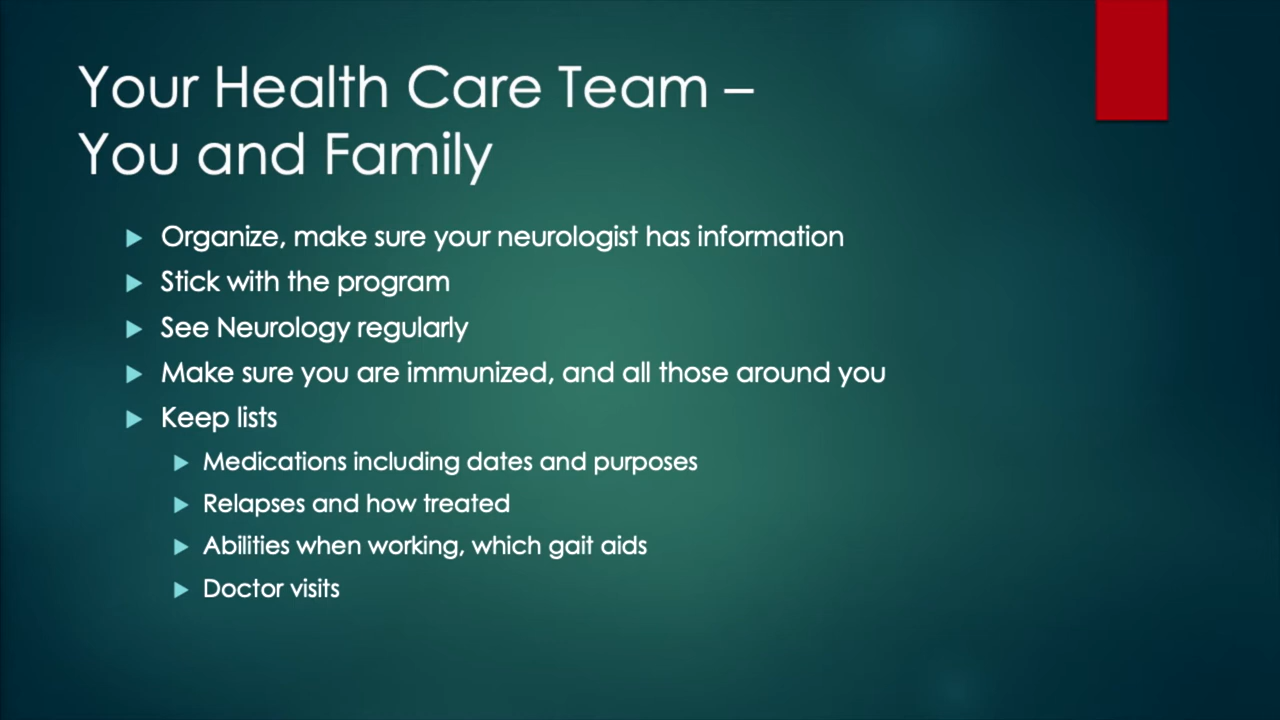 Your Health Care Team –
You and Family
Organize, make sure your neurologist has information
Stick with the program
See Neurology regularly
Make sure you are immunized, and all those around you
Keep lists
Medications including dates and purposes
Relapses and how treated
Abilities when working, which gait aids
Doctor visits